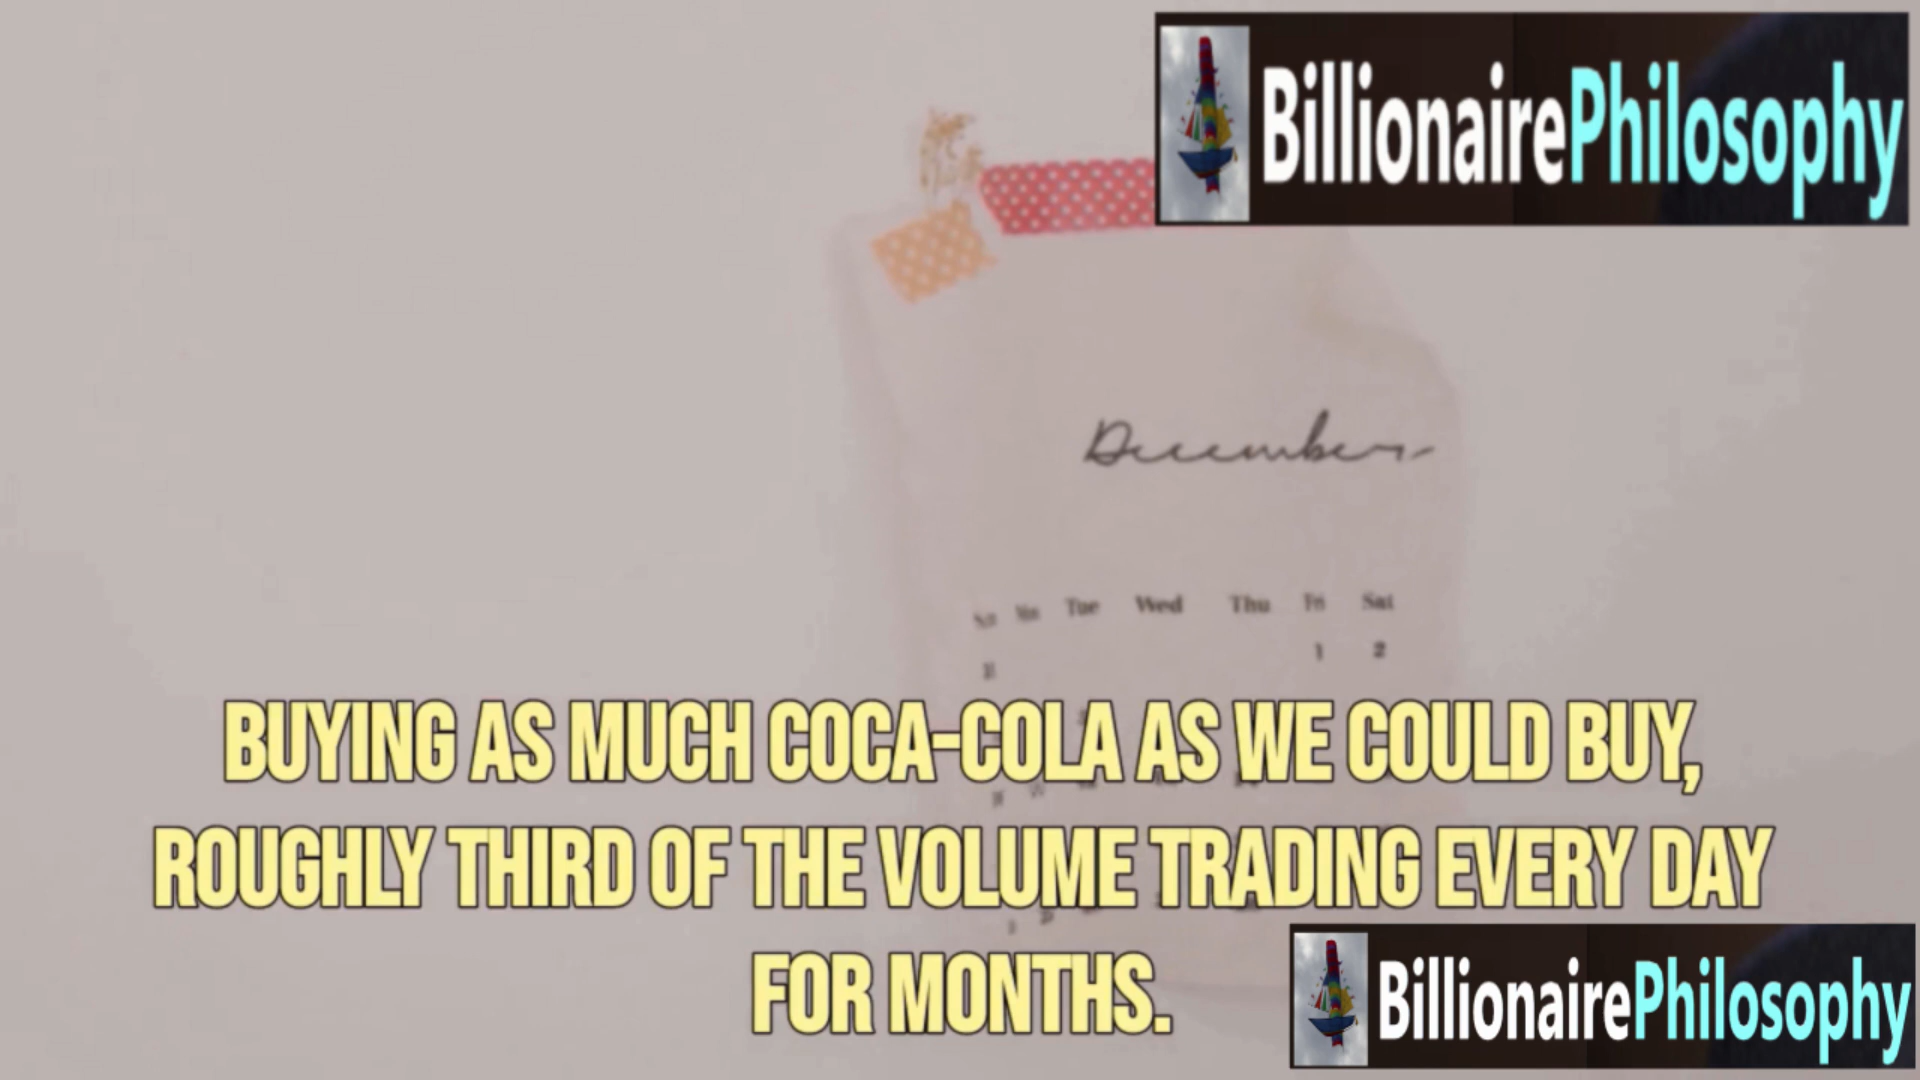 BillionairePhilosophy
December
Tue Wed Thu Fri Sat
1 2
BUYING AS MUCH COCA-COLA AS WE COULD BUY,
ROUGHLY THIRD OF THE VOLUME TRADING EVERY DAY
FOR MONTHS.
BillionairePhilosophy